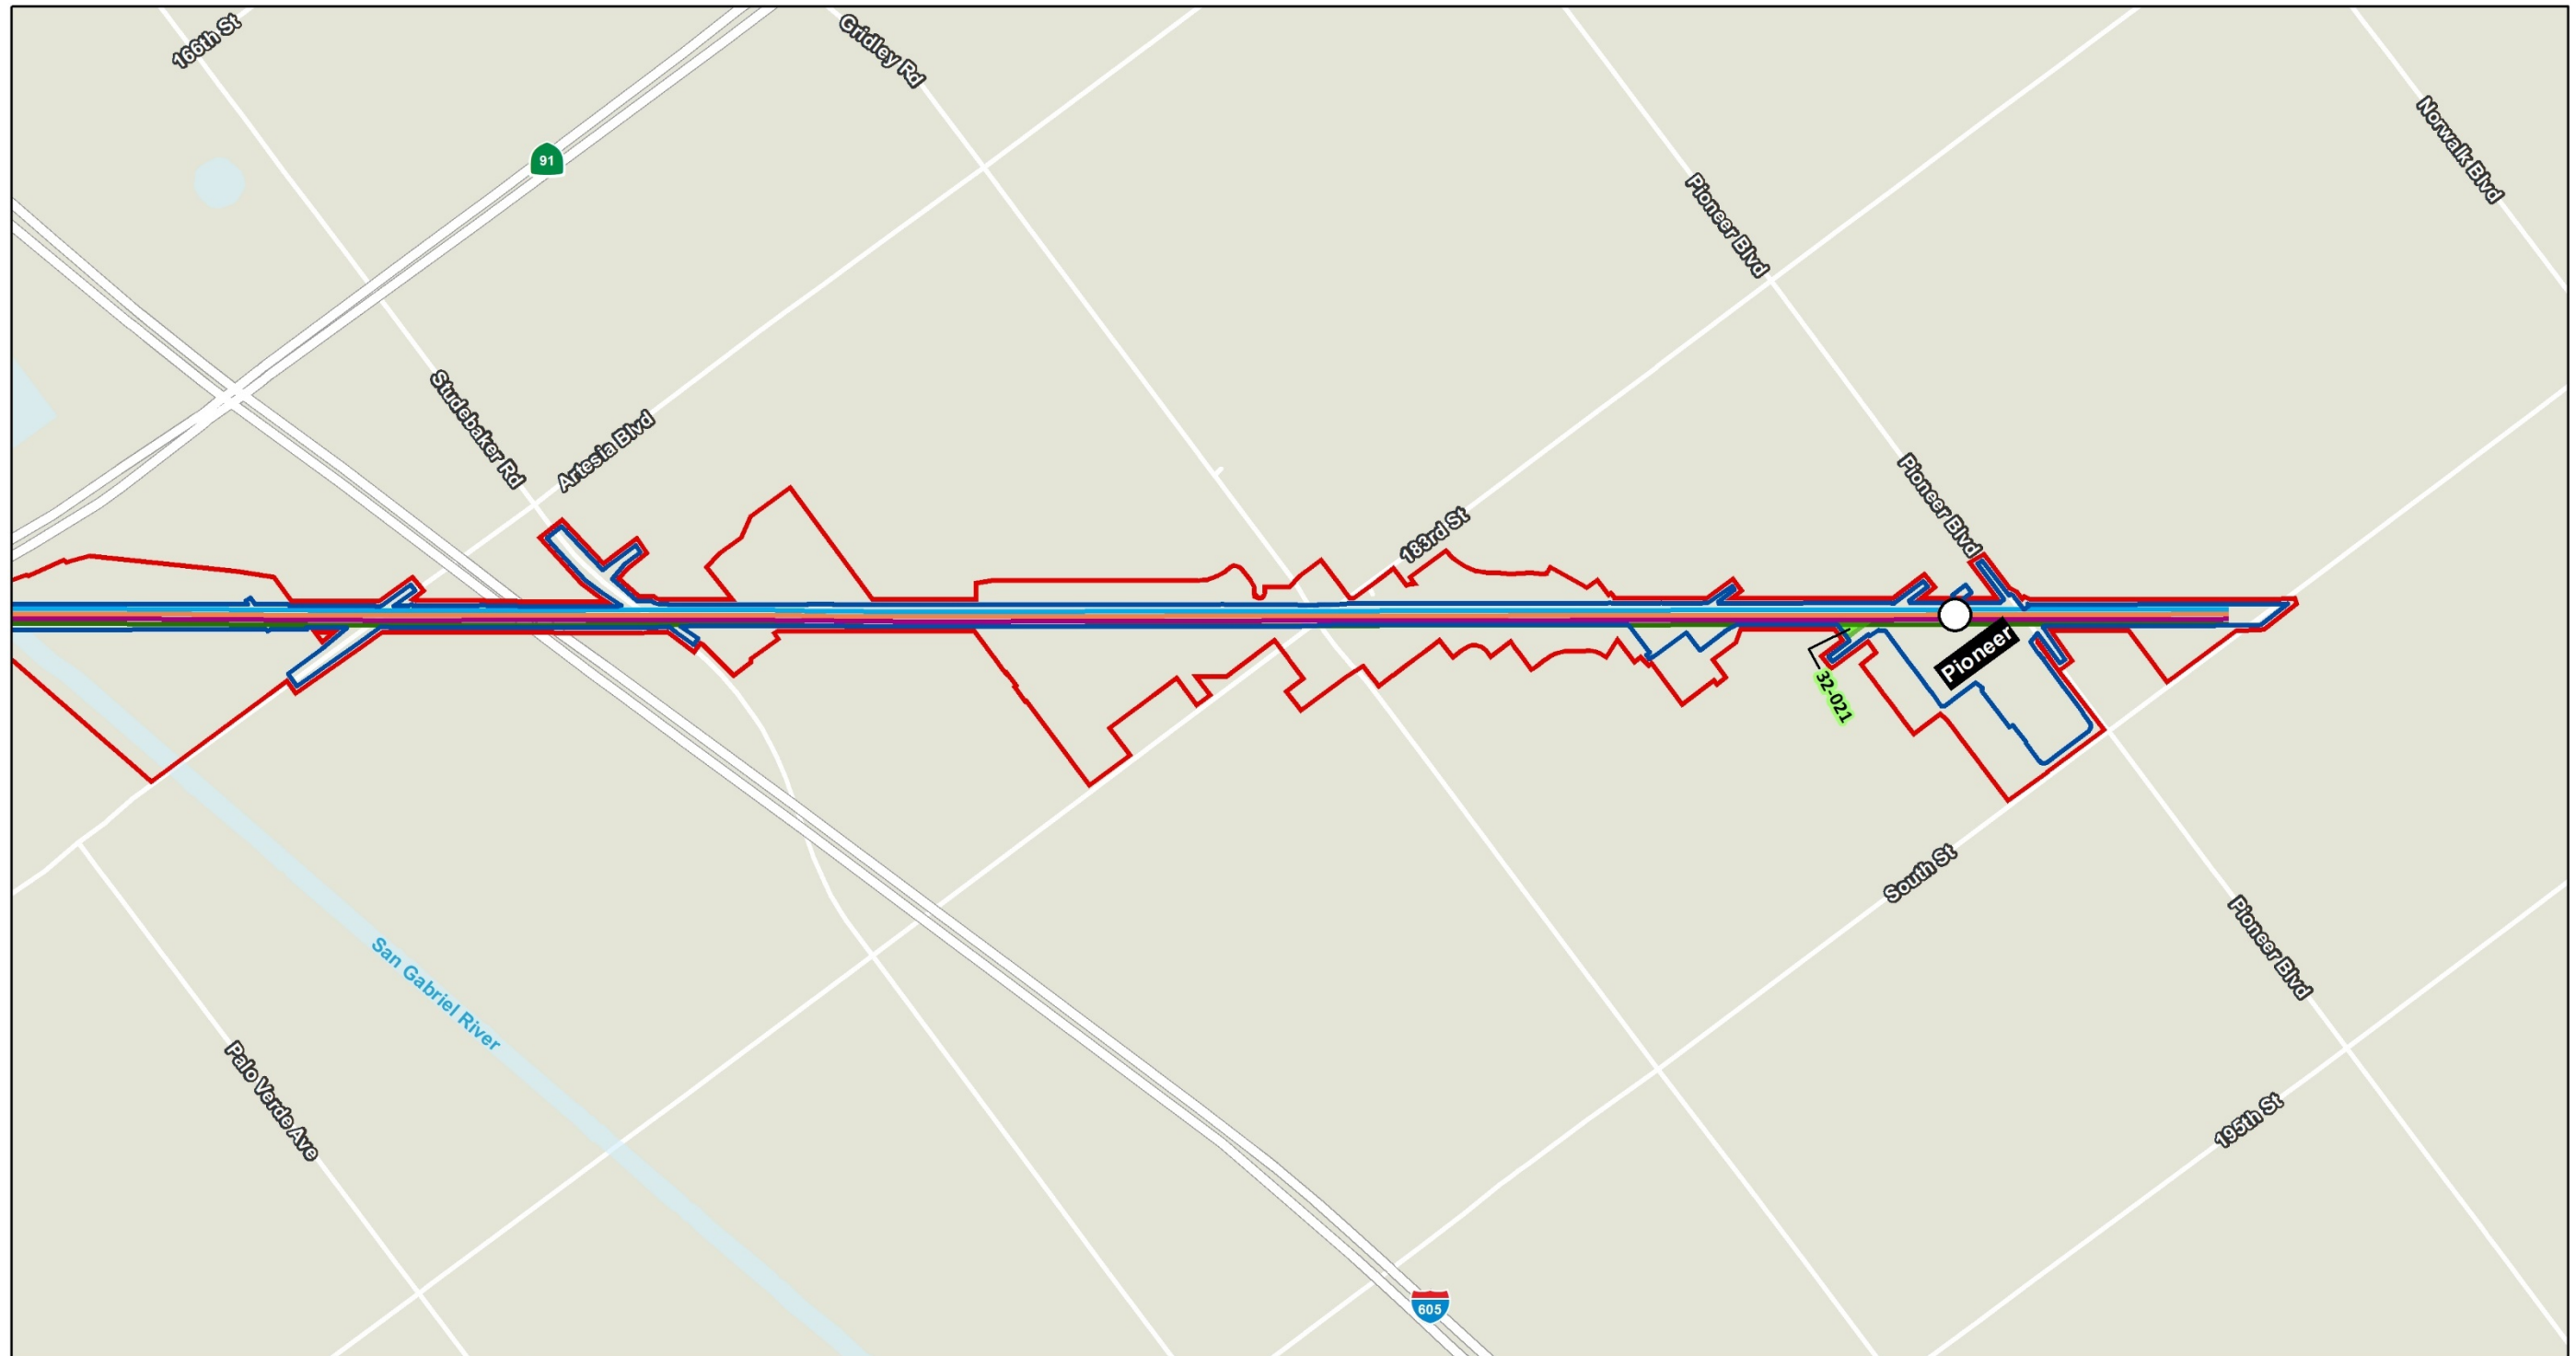 166th St
Gridley Rd
91
Norwalk Blvd
Pioneer Blvd
Studebaker Rd
Artesia Blvd
183rd St
Pioneer Blvd
Pioneer
32-021
South St
Pioneer Blvd
San Gabriel River
Palo Verde Ave
195th St
605